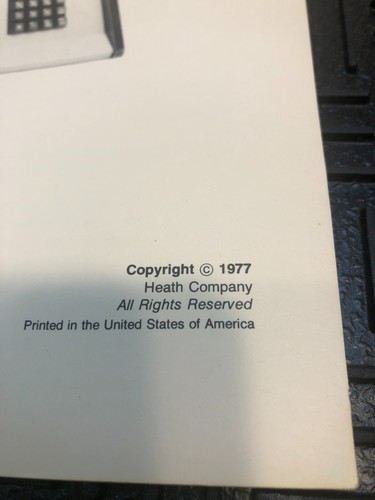 Copyright © 1977
Heath Company
All Rights Reserved
Printed in the United States of America